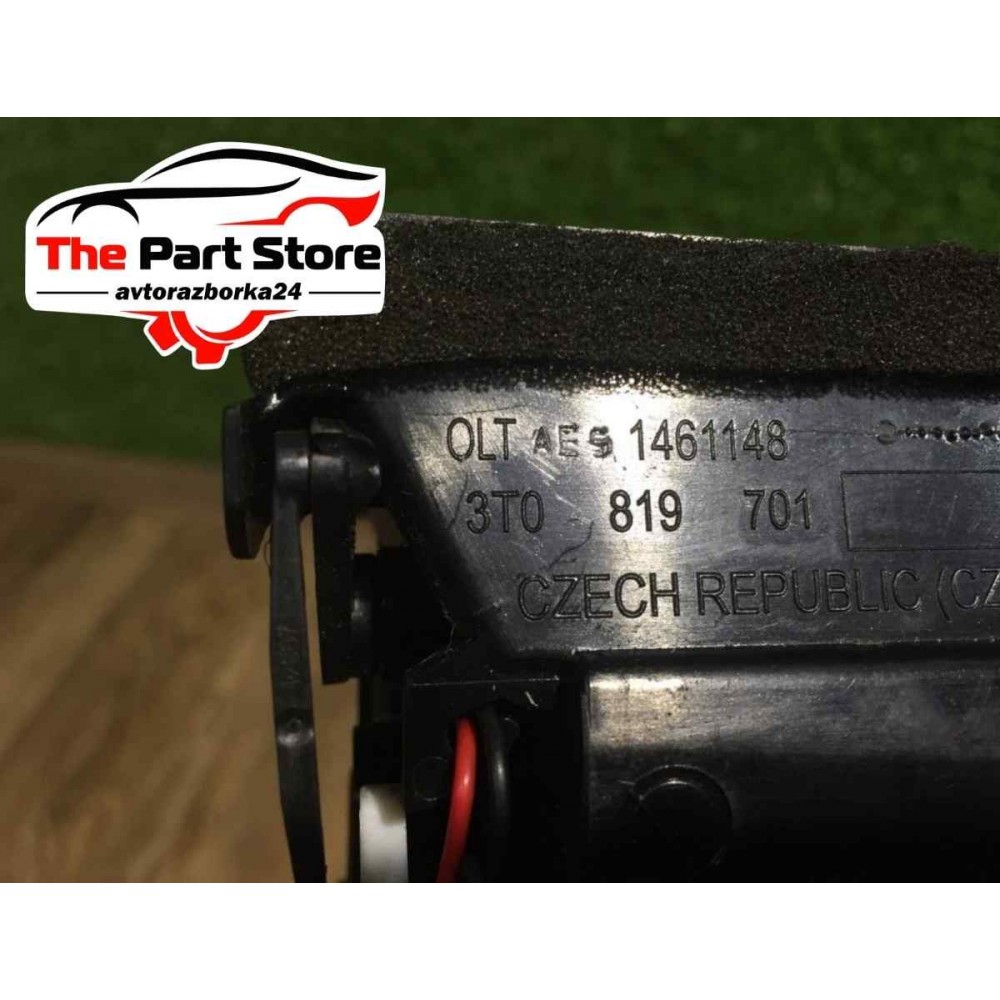 The Part Store
avtorazborka24
OLT AES 1461148
3T0 819 701
CZECH REPUBLIC (CZ